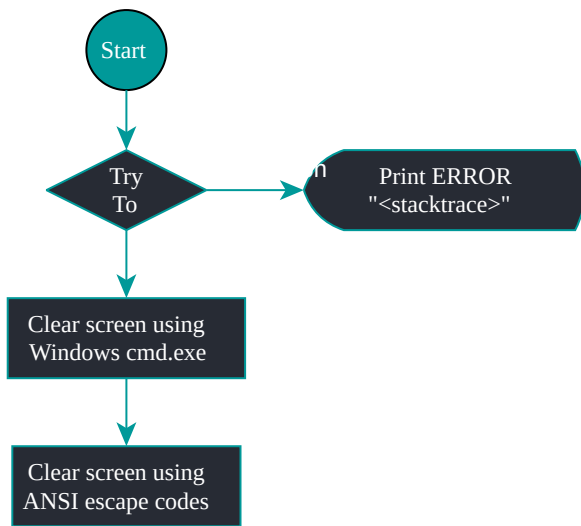 Start
Try
To
Print ERROR
"<stacktrace>"
Clear screen using
Windows cmd.exe
Clear screen using
ANSI escape codes